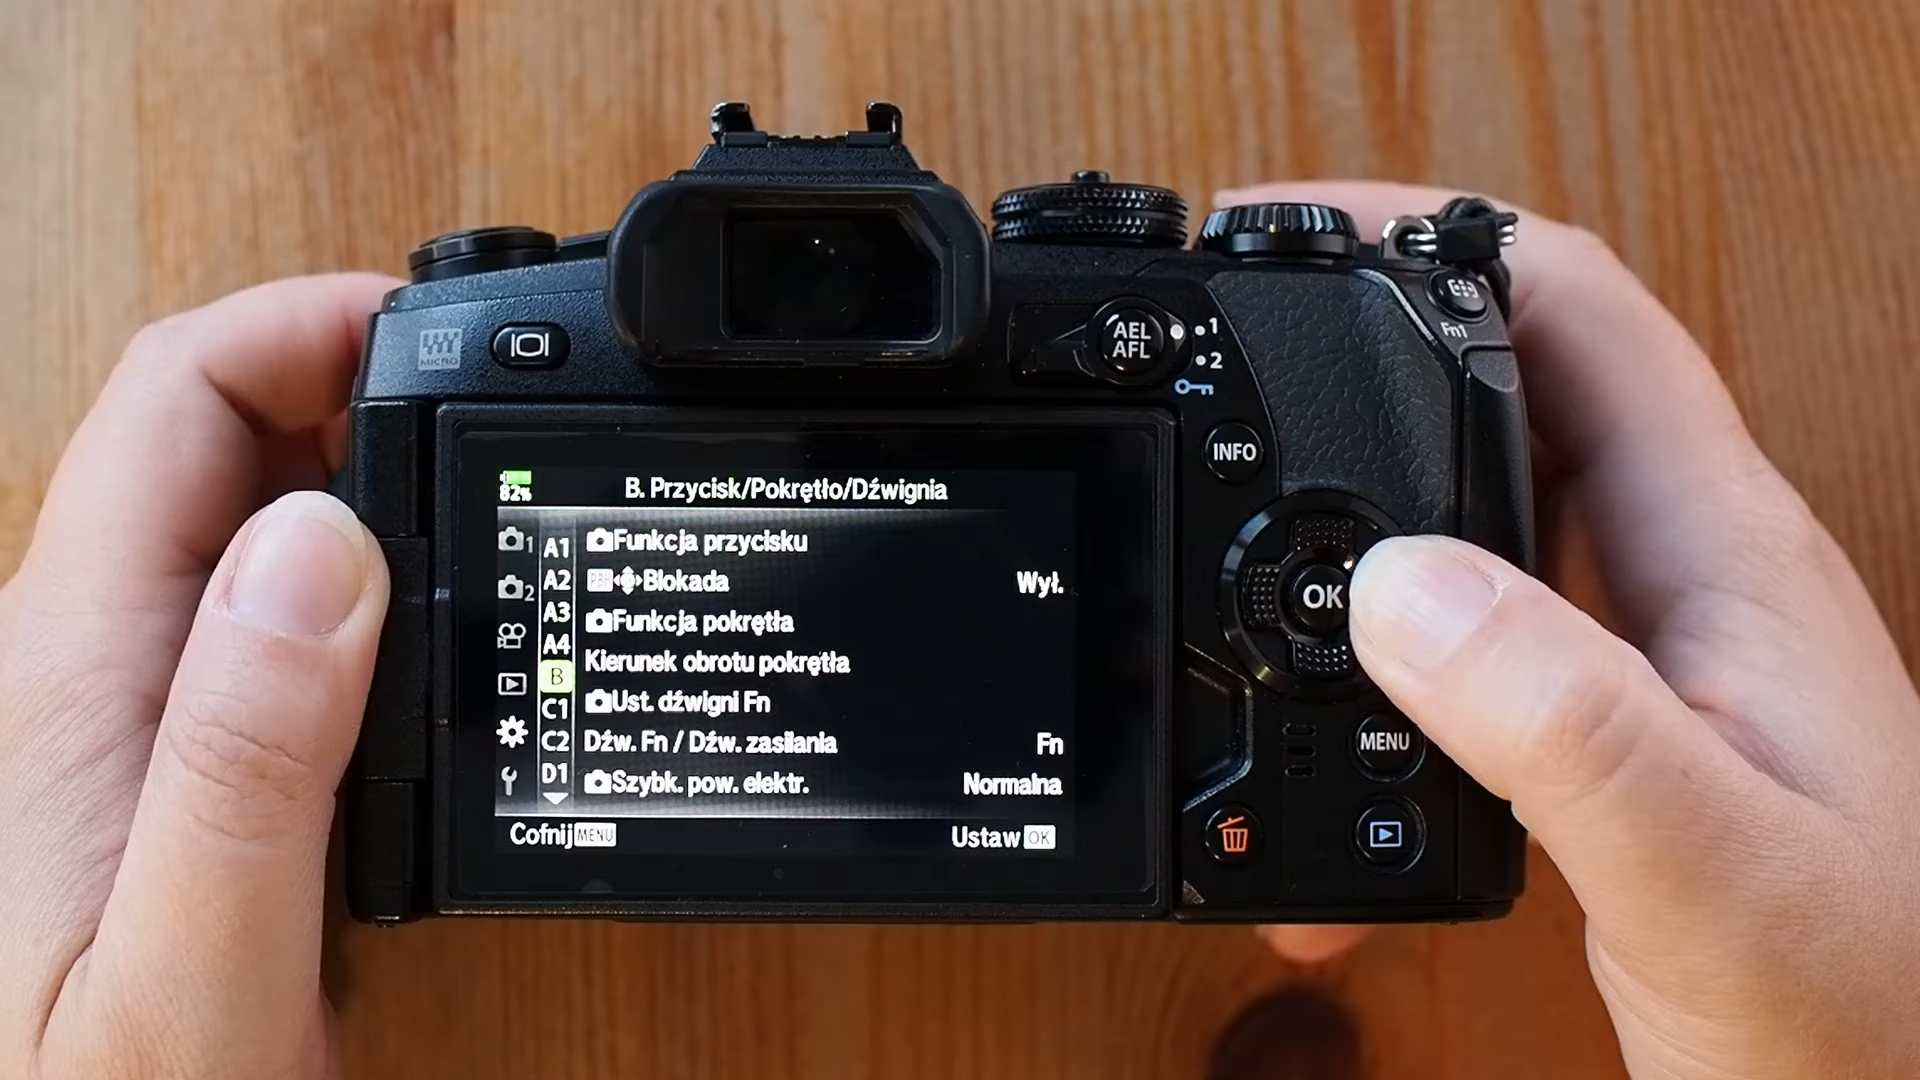 MICRO
AEL
AFL
1
2
Fn1
INFO
82%
B. Przycisk/Pokrętło/Dźwignia
1
2
A1
A2
A3
A4
B
C1
C2
D1
Funkcja przycisku
Blokada Wył.
Funkcja pokrętła
Kierunek obrotu pokrętła
Ust. dźwigni Fn
Dźw. Fn / Dźw. zasilania Fn
Szybk. pow. elektr. Normalna
Cofnij MENU
Ustaw OK
OK
MENU